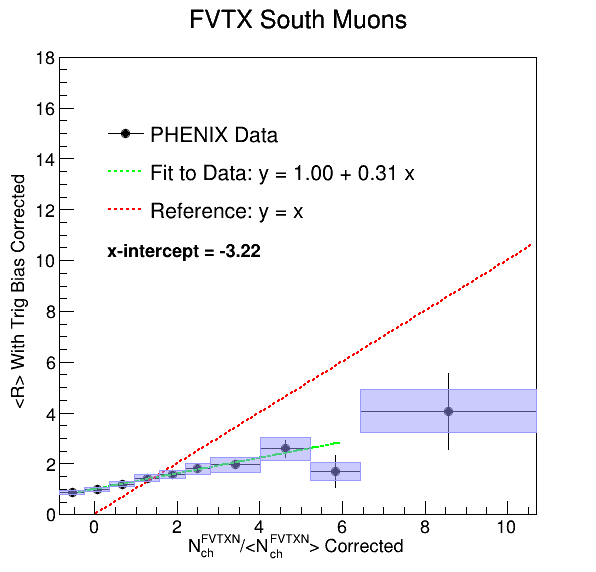 FVTX South Muons
<R> With Trig Bias Corrected
18
16
14
12
10
8
6
4
2
0
PHENIX Data
Fit to Data: y = 1.00 + 0.31 x
Reference: y = x
x-intercept = -3.22
0 2 4 6 8 10
N_ch^FVTXN/<N_ch^FVTXN> Corrected